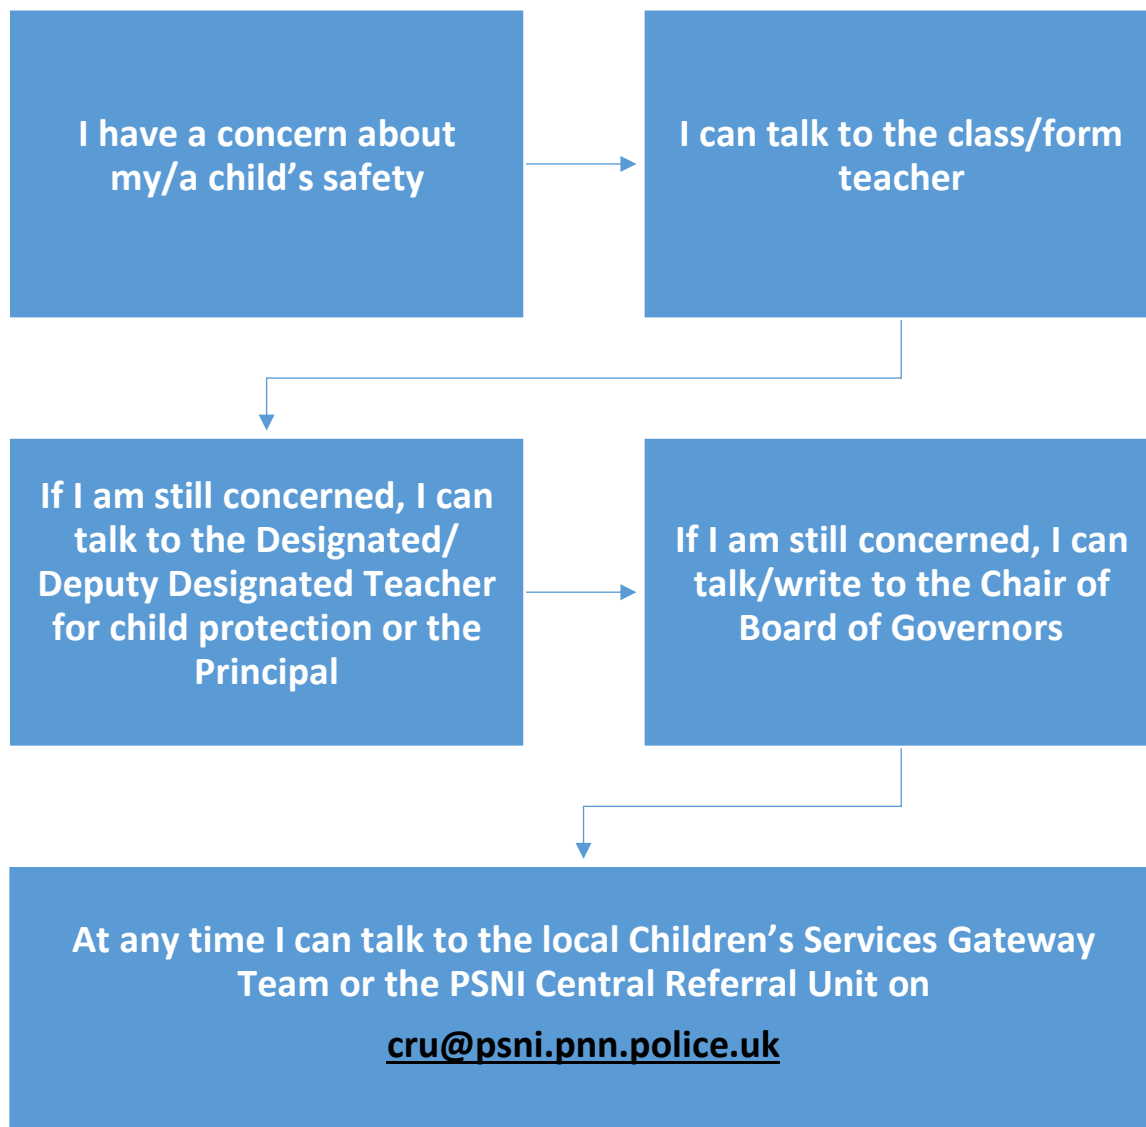 I have a concern about
my/a child’s safety
I can talk to the class/form
teacher
If I am still concerned, I can
talk to the Designated/
Deputy Designated Teacher
for child protection or the
Principal
If I am still concerned, I can
talk/write to the Chair of
Board of Governors
At any time I can talk to the local Children’s Services Gateway
Team or the PSNI Central Referral Unit on
cru@psni.pnn.police.uk